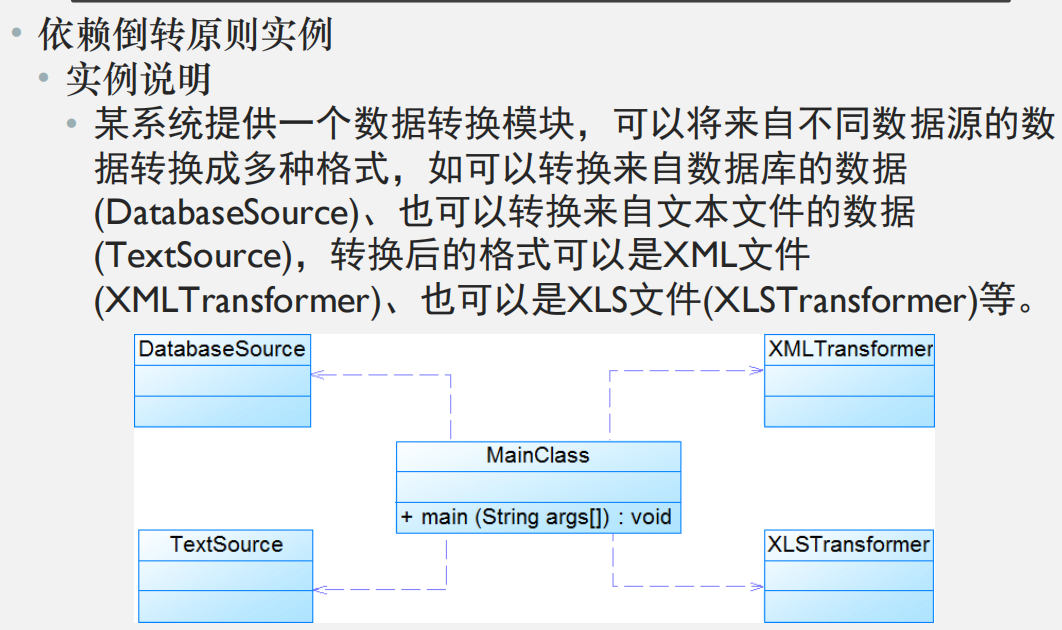 依赖倒转原则实例
实例说明
某系统提供一个数据转换模块，可以将来自不同数据源的数
据转换成多种格式，如可以转换来自数据库的数据
(DatabaseSource)、也可以转换来自文本文件的数据
(TextSource)，转换后的格式可以是XML文件
(XMLTransformer)、也可以是XLS文件(XLSTransformer)等。
DatabaseSource
XMLTransformer
MainClass
+ main (String args[]) : void
TextSource
XLSTransformer